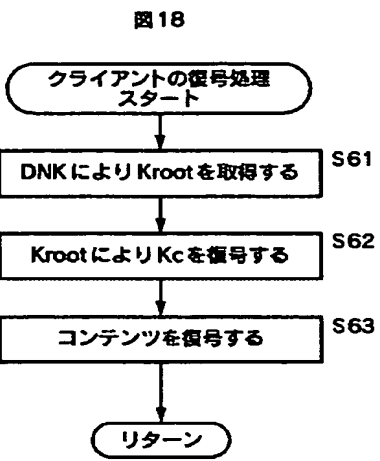 図18
クライアントの復号処理
スタート
DNKによりKrootを取得する
S61
KrootによりKcを復号する
S62
コンテンツを復号する
S63
リターン